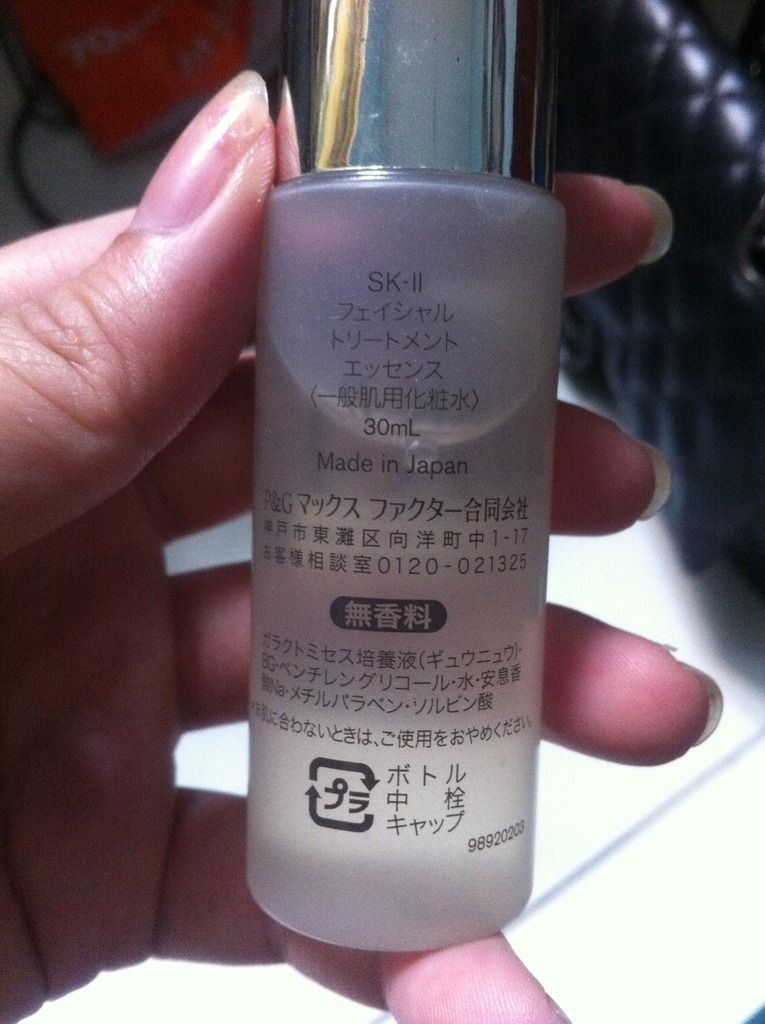 SK-II
フェイシャル
トリートメント
エッセンス
〈一般肌用化粧水〉
30mL
Made in Japan
P&G マックス ファクター合同会社
神戸市東灘区向洋町中1-17
お客様相談室0120-021325
無香料
ガラクトミセス培養液(ギュウニュウ)・
BG・ペンチレングリコール・水・安息香
酸Na・メチルパラベン・ソルビン酸
*お肌に合わないときは、ご使用をおやめください。
プラ
ボトル
中栓
キャップ
98920203